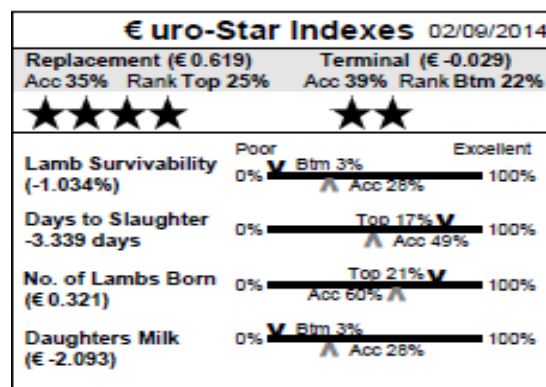 € uro-Star Indexes 02/09/2014
Replacement (€ 0.619) Terminal (€ -0.029)
Acc 35% Rank Top 25% Acc 39% Rank Btm 22%
Poor Excellent
Lamb Survivability
(-1.034%)
0% Btm 3% 100%
Acc 28%
Days to Slaughter
-3.339 days
0% Top 17% 100%
Acc 49%
No. of Lambs Born
(€ 0.321)
0% Top 21% 100%
Acc 60%
Daughters Milk
(€ -2.093)
0% Btm 3% 100%
Acc 28%